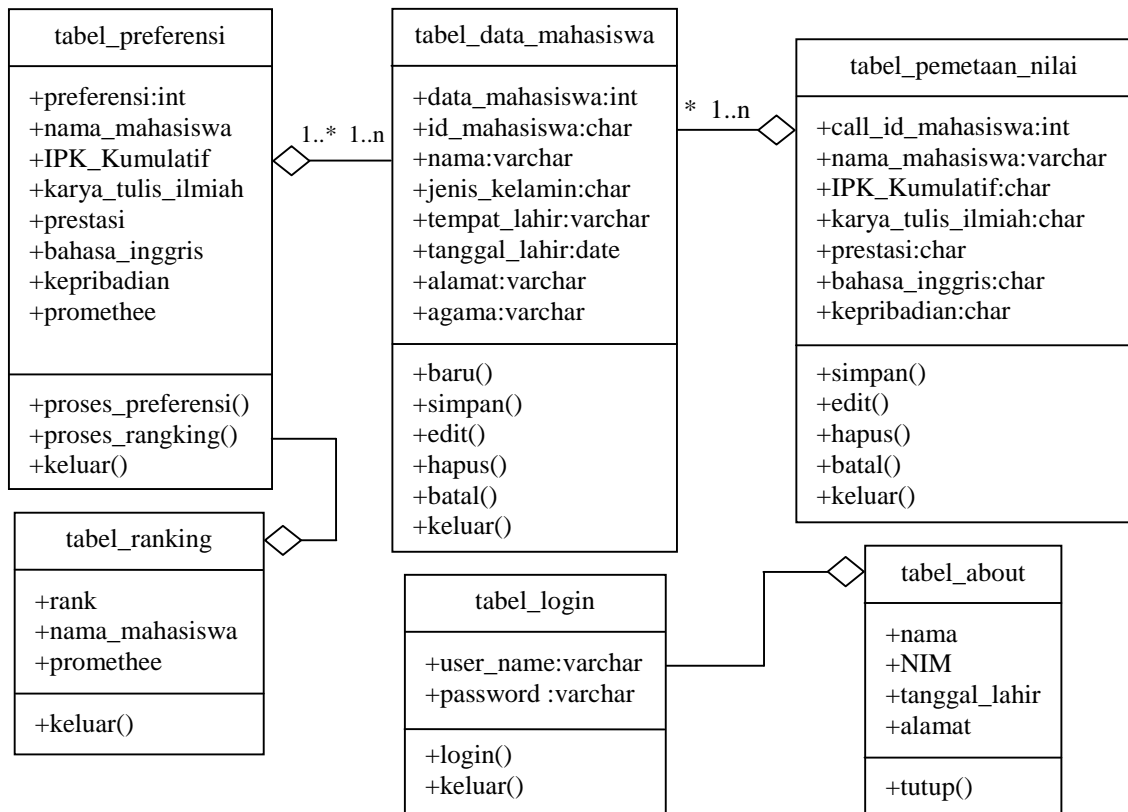 tabel_preferensi
+preferensi:int
+nama_mahasiswa
+IPK_Kumulatif
+karya_tulis_ilmiah
+prestasi
+bahasa_inggris
+kepribadian
+promethee
+proses_preferensi()
+proses_rangking()
+keluar()
1..* 1..n
tabel_data_mahasiswa
+data_mahasiswa:int
+id_mahasiswa:char
+nama:varchar
+jenis_kelamin:char
+tempat_lahir:varchar
+tanggal_lahir:date
+alamat:varchar
+agama:varchar
+baru()
+simpan()
+edit()
+hapus()
+batal()
+keluar()
* 1..n
tabel_pemetaan_nilai
+call_id_mahasiswa:int
+nama_mahasiswa:varchar
+IPK_Kumulatif:char
+karya_tulis_ilmiah:char
+prestasi:char
+bahasa_inggris:char
+kepribadian:char
+simpan()
+edit()
+hapus()
+batal()
+keluar()
tabel_ranking
+rank
+nama_mahasiswa
+promethee
+keluar()
tabel_login
+user_name:varchar
+password :varchar
+login()
+keluar()
tabel_about
+nama
+NIM
+tanggal_lahir
+alamat
+tutup()